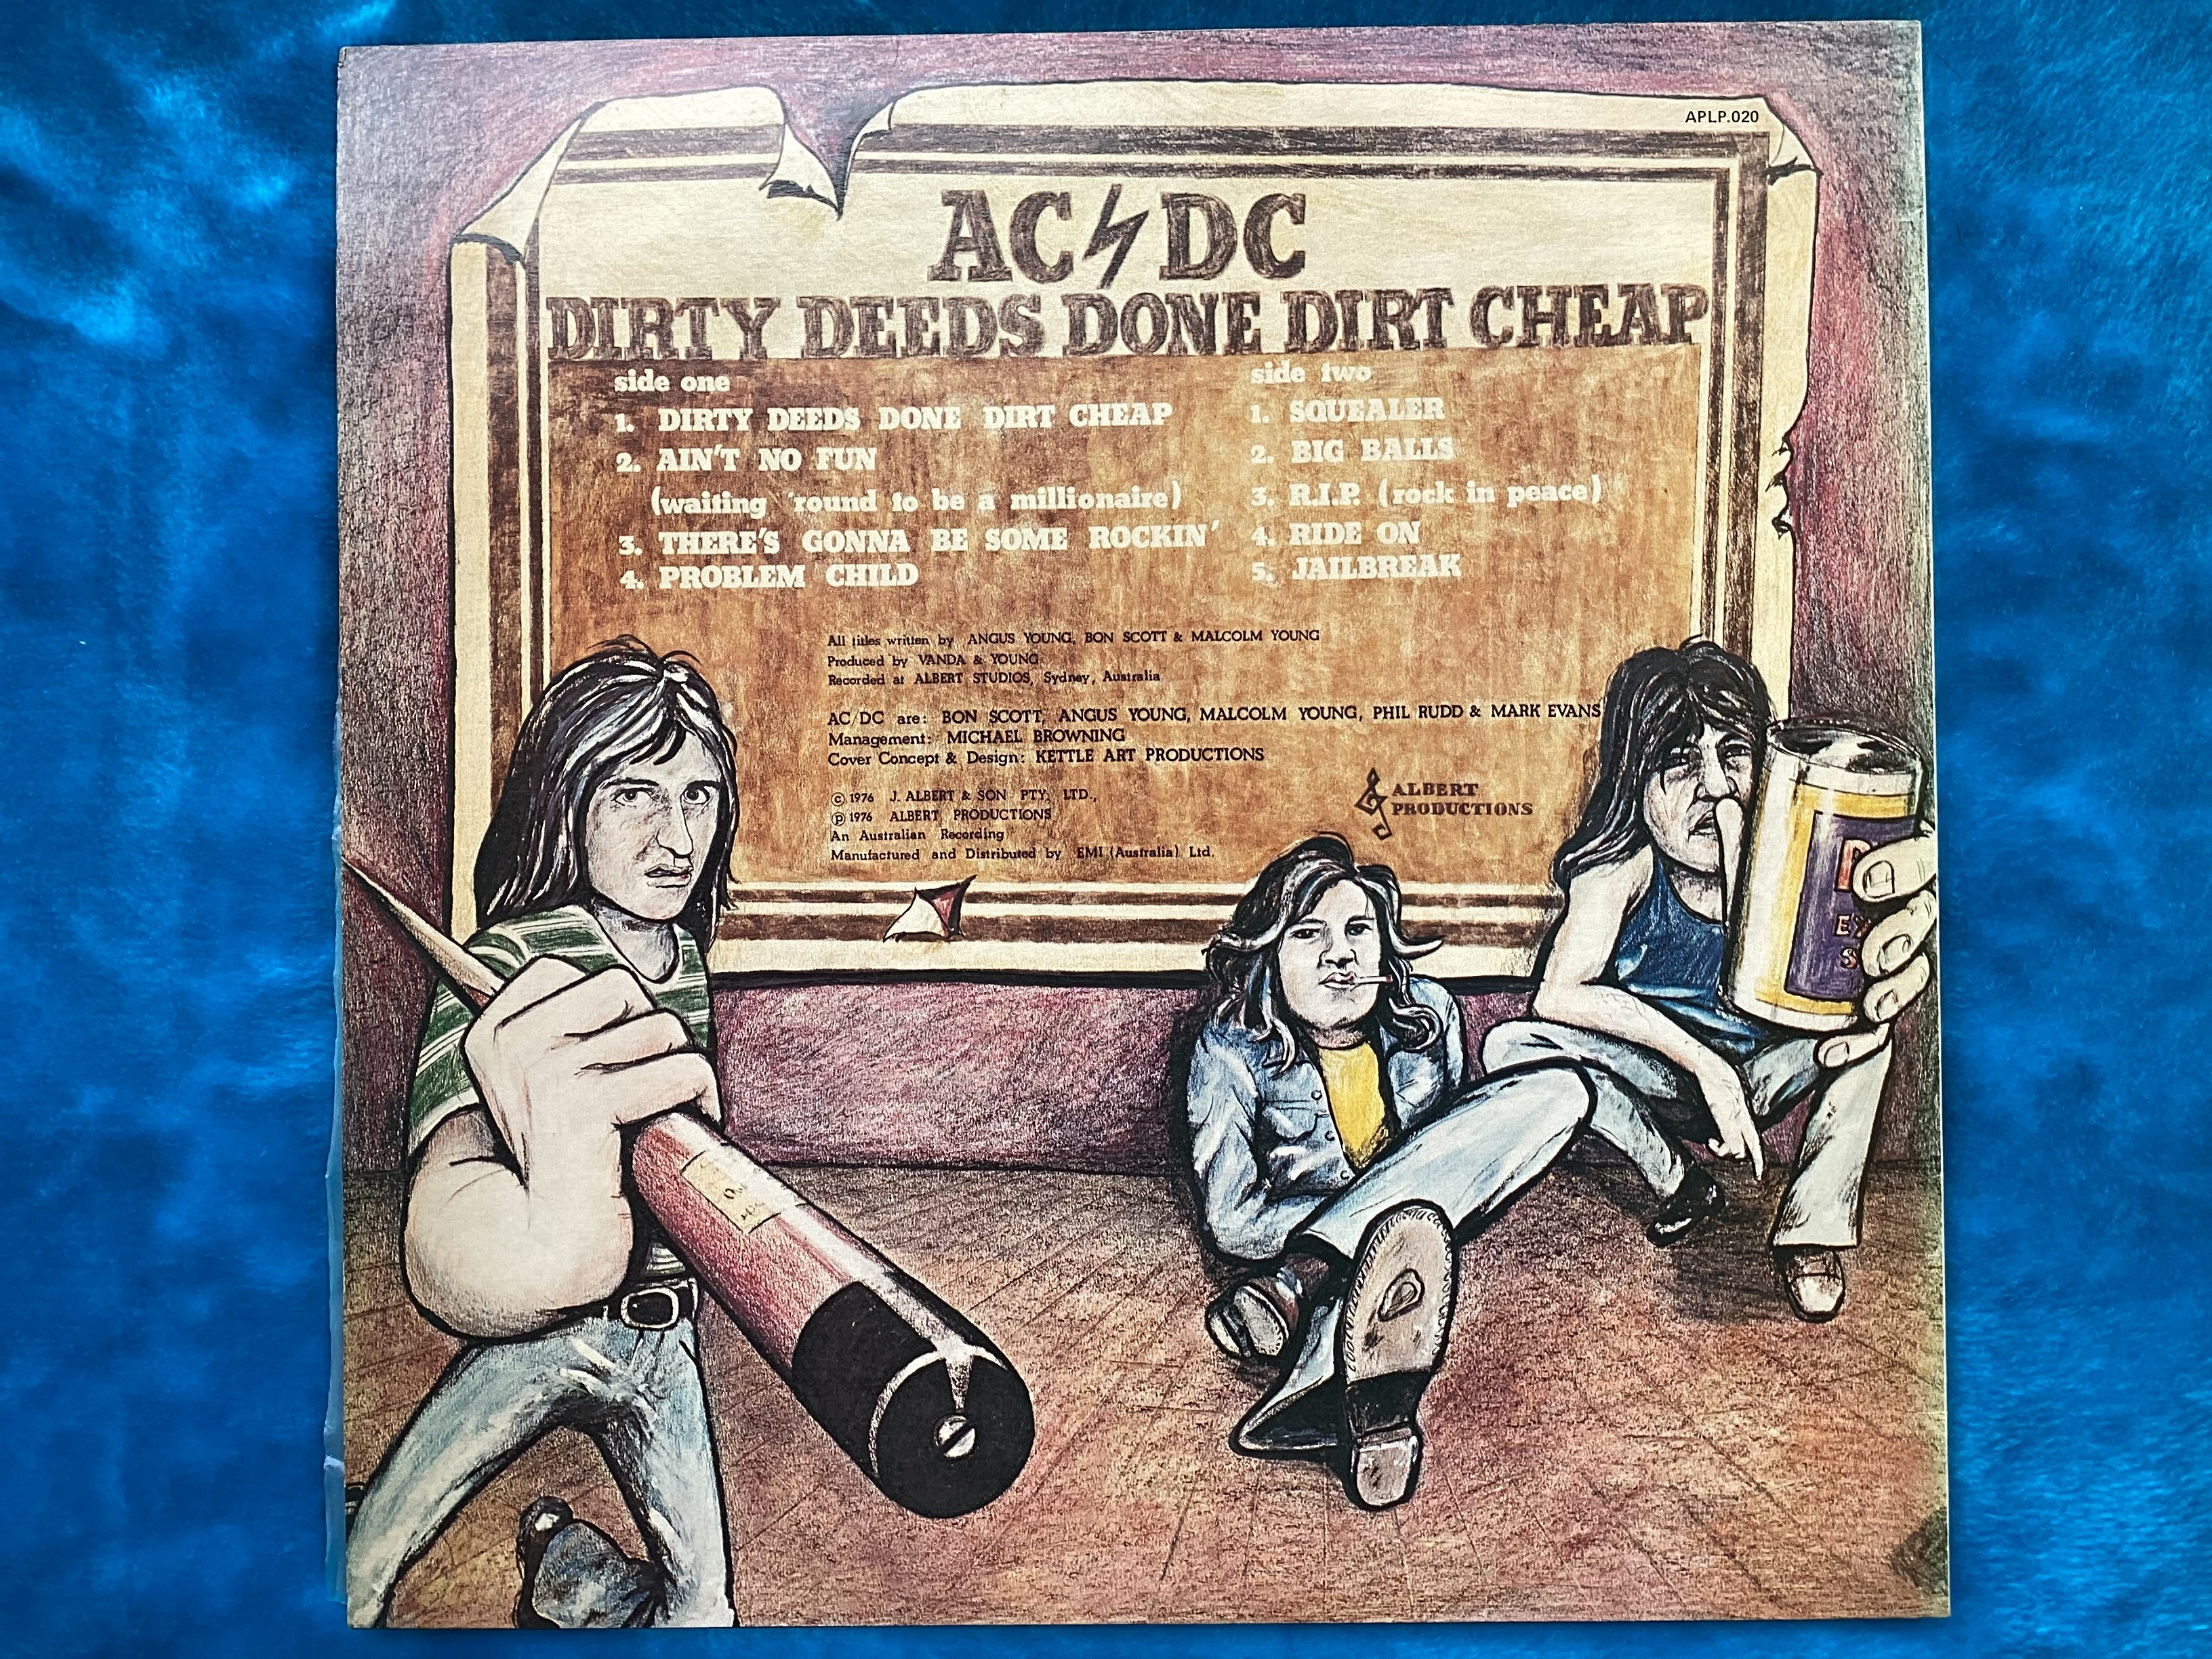 APLP.020
AC⚡DC
DIRTY DEEDS DONE DIRT CHEAP
side one
1. DIRTY DEEDS DONE DIRT CHEAP
2. AIN'T NO FUN
(waiting 'round to be a millionaire)
3. THERE'S GONNA BE SOME ROCKIN'
4. PROBLEM CHILD
side two
1. SQUEALER
2. BIG BALLS
3. R.I.P. (rock in peace)
4. RIDE ON
5. JAILBREAK
All titles written by ANGUS YOUNG, BON SCOTT & MALCOLM YOUNG
Produced by VANDA & YOUNG
Recorded at ALBERT STUDIOS, Sydney, Australia
AC/DC are: BON SCOTT, ANGUS YOUNG, MALCOLM YOUNG, PHIL RUDD & MARK EVANS
Management: MICHAEL BROWNING
Cover Concept & Design: KETTLE ART PRODUCTIONS
© 1976 J. ALBERT & SON PTY; LTD.,
℗ 1976 ALBERT PRODUCTIONS
An Australian Recording
Manufactured and Distributed by EMI (Australia) Ltd.
ALBERT
PRODUCTIONS